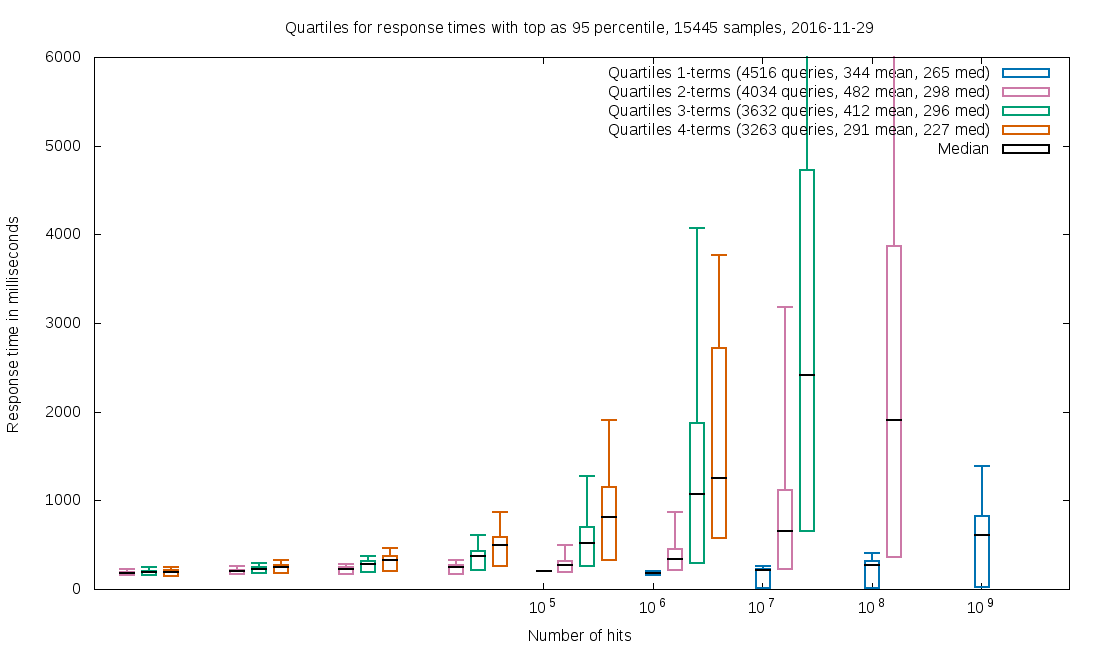 Quartiles for response times with top as 95 percentile, 15445 samples, 2016-11-29
Quartiles 1-terms (4516 queries, 344 mean, 265 med)
Quartiles 2-terms (4034 queries, 482 mean, 298 med)
Quartiles 3-terms (3632 queries, 412 mean, 296 med)
Quartiles 4-terms (3263 queries, 291 mean, 227 med)
Median
Response time in milliseconds
6000
5000
4000
3000
2000
1000
0
10^5 10^6 10^7 10^8 10^9
Number of hits